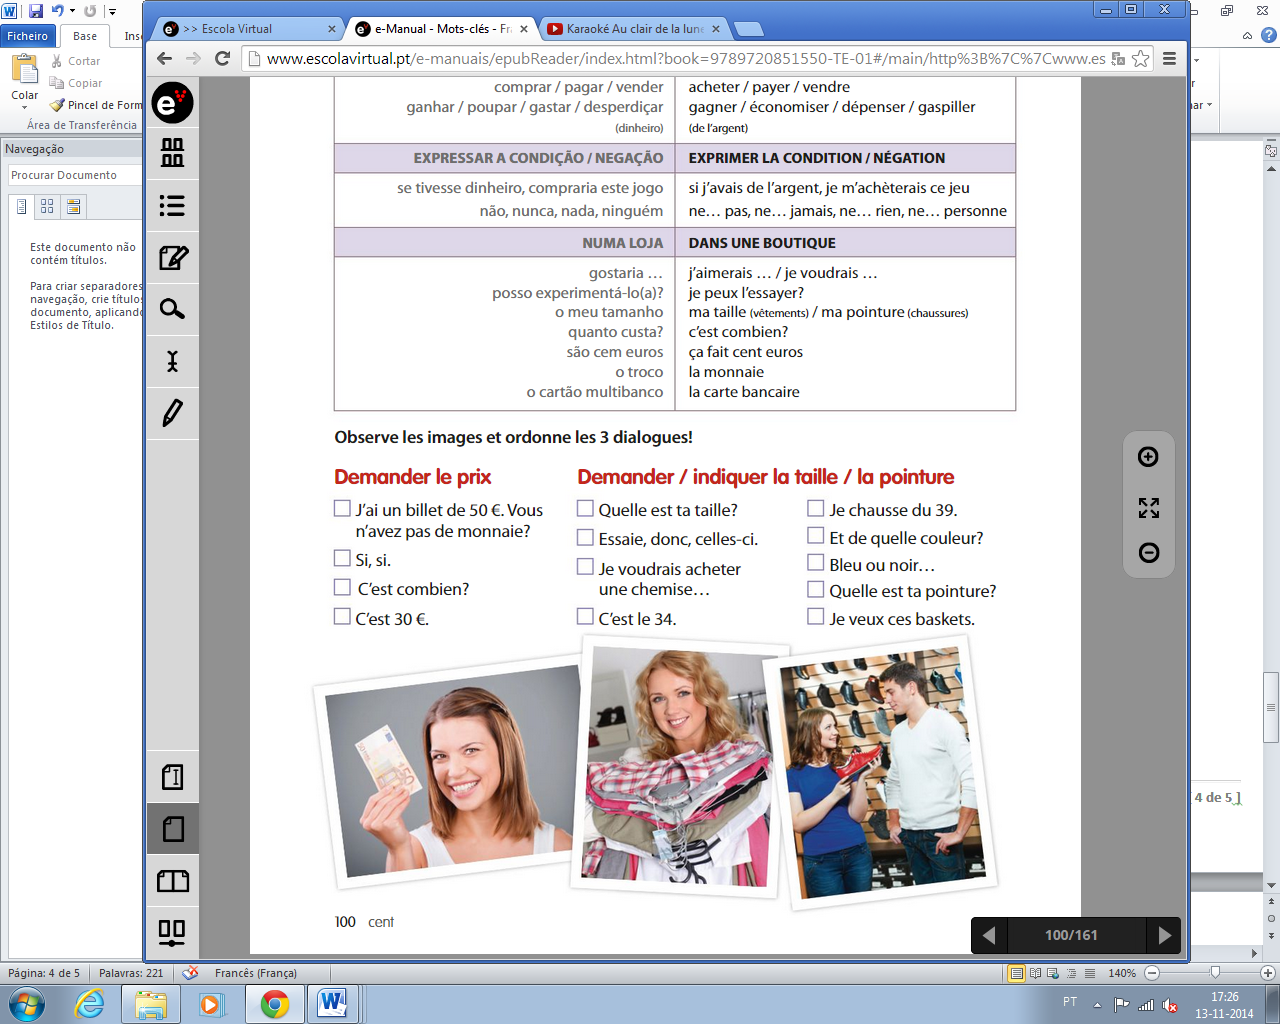 Ficheiro
Base
Ins
Colar
Cortar
Copiar
Pincel de Form
Área de Transferência
Navegação
Procurar Documento
Este documento não
contém títulos.
Para criar separadores
navegação, crie títulos
documento, aplicando
Estilos de Título.
>> Escola Virtual
e-Manual - Mots-clés - Fr
Karaoké Au clair de la lune
www.escolavirtual.pt/e-manuais/epubReader/index.html?book=9789720851550-TE-01#/main/http%3B%7C%7Cwww.es
comprar / pagar / vender
acheter / payer / vendre
ganhar / poupar / gastar / desperdiçar
gagner / économiser / dépenser / gaspiller
(dinheiro)
(de l'argent)
EXPRESSAR A CONDIÇÃO / NEGAÇÃO
EXPRIMER LA CONDITION / NÉGATION
se tivesse dinheiro, compraria este jogo
si j'avais de l'argent, je m'achèterais ce jeu
não, nunca, nada, ninguém
ne… pas, ne… jamais, ne… rien, ne… personne
NUMA LOJA
DANS UNE BOUTIQUE
gostaria …
j'aimerais … / je voudrais …
posso experimentá-lo(a)?
je peux l'essayer?
o meu tamanho
ma taille (vêtements) / ma pointure (chaussures)
quanto custa?
c'est combien?
são cem euros
ça fait cent euros
o troco
la monnaie
o cartão multibanco
la carte bancaire
Observe les images et ordonne les 3 dialogues!
Demander le prix
J'ai un billet de 50 €. Vous
n'avez pas de monnaie?
Si, si.
C'est combien?
C'est 30 €.
Demander / indiquer la taille / la pointure
Quelle est ta taille?
Essaie, donc, celles-ci.
Je voudrais acheter
une chemise…
C'est le 34.
Je chausse du 39.
Et de quelle couleur?
Bleu ou noir…
Quelle est ta pointure?
Je veux ces baskets.
100 cent
100/161
4 de 5 ]
Página: 4 de 5
Palavras: 221
Francês (França)
140%
PT
17:26
13-11-2014